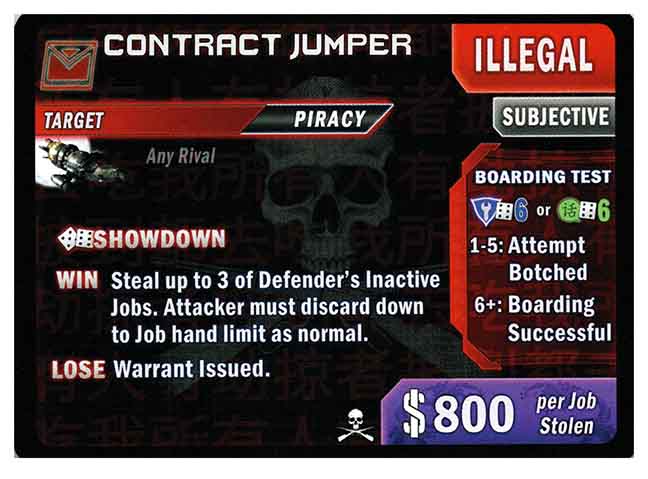 CONTRACT JUMPER
ILLEGAL
TARGET
PIRACY
SUBJECTIVE
Any Rival
BOARDING TEST
6 or 话 6
1-5: Attempt
Botched
6+: Boarding
Successful
SHOWDOWN
WIN Steal up to 3 of Defender's Inactive
Jobs. Attacker must discard down
to Job hand limit as normal.
LOSE Warrant Issued.
$800 per Job
Stolen